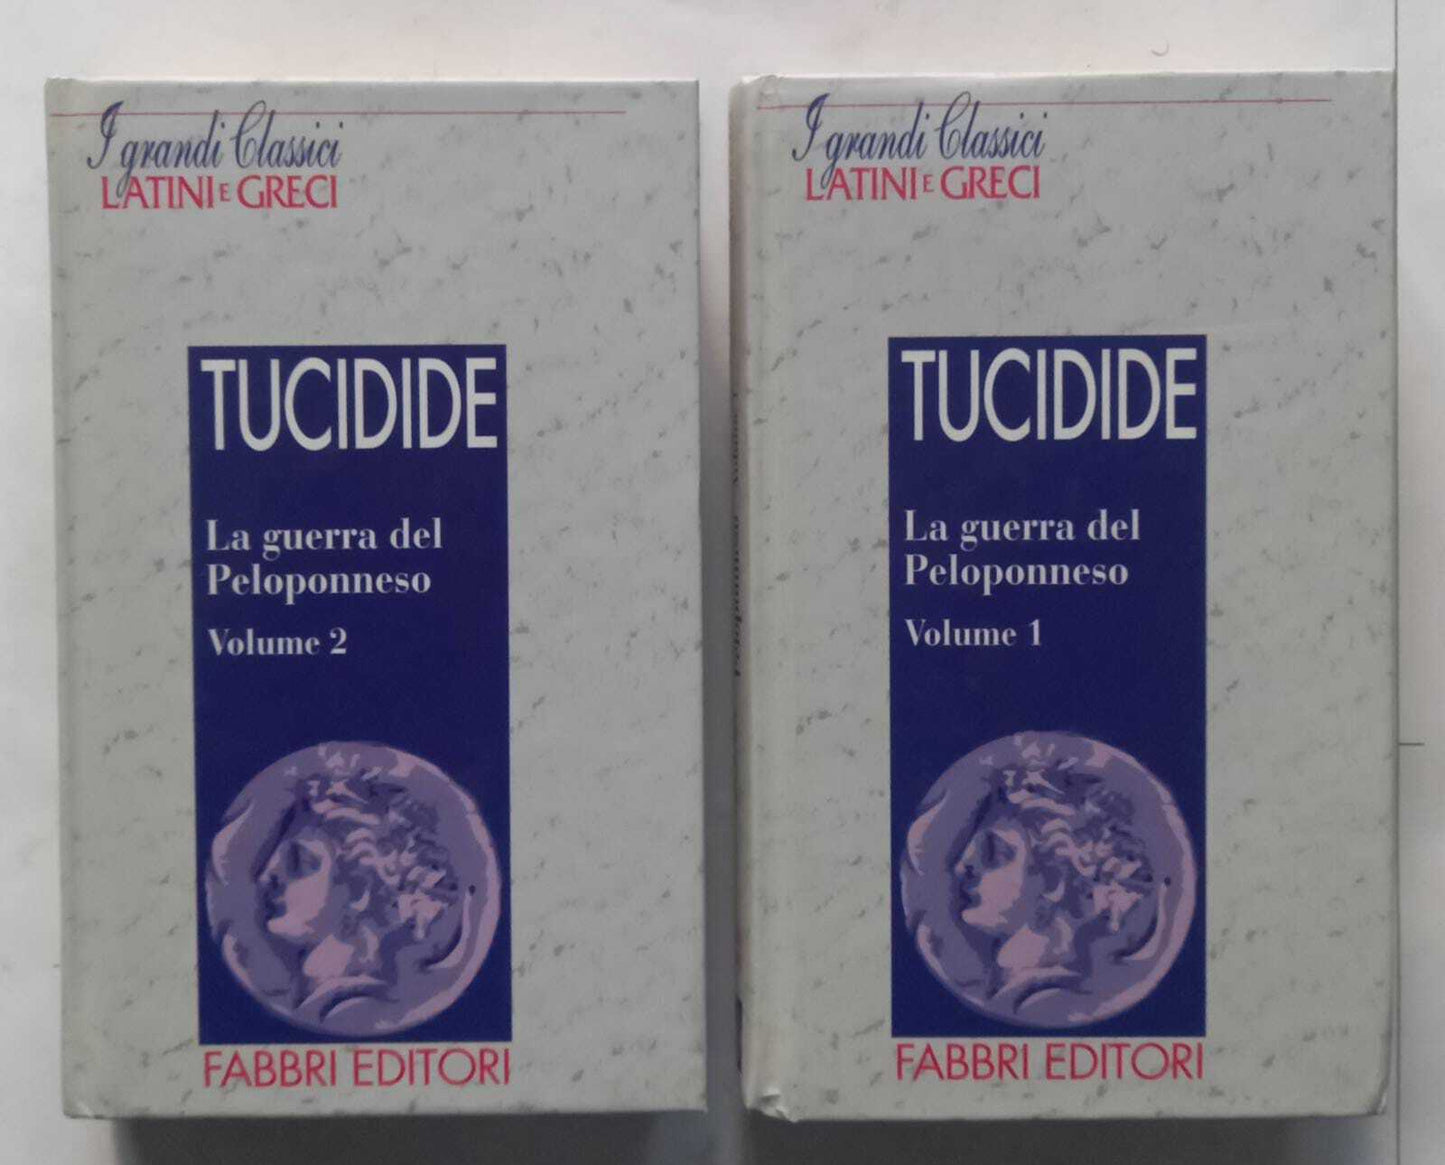 I grandi Classici
LATINI E GRECI
TUCIDIDE
La guerra del
Peloponneso
Volume 2
FABBRI EDITORI
I grandi Classici
LATINI E GRECI
TUCIDIDE
La guerra del
Peloponneso
Volume 1
FABBRI EDITORI